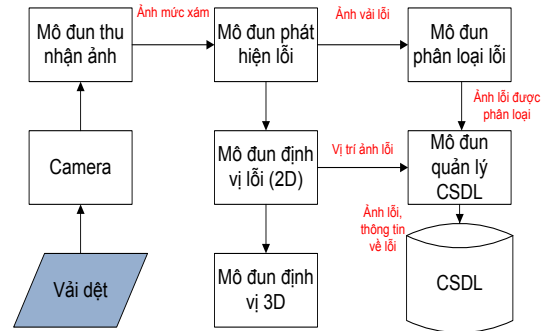 Mô đun thu
nhận ảnh
Ảnh mức xám
Mô đun phát
hiện lỗi
Ảnh vải lỗi
Mô đun
phân loại lỗi
Ảnh lỗi được
phân loại
Camera
Mô đun định
vị lỗi (2D)
Vị trí ảnh lỗi
Mô đun
quản lý
CSDL
Ảnh lỗi,
thông tin
về lỗi
Vải dệt
Mô đun định
vị 3D
CSDL